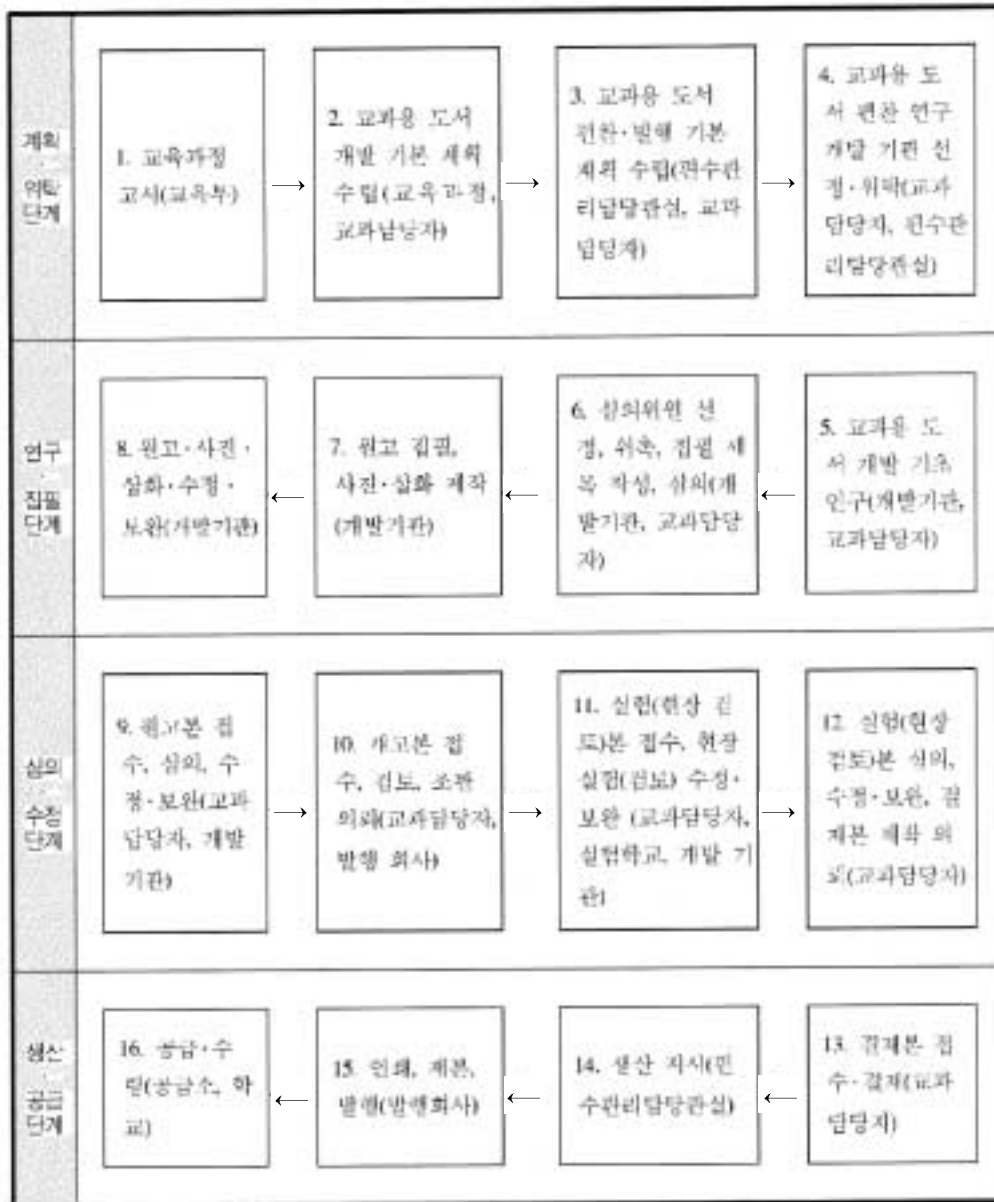 계획
·
위탁
단계
1. 교육과정
고시(교육부)
2. 교과용 도서
개발 기본 계획
수립(교육과정,
교과담당자)
3. 교과용 도서
편찬·발행 기본
계획 수립(편수관
리담당관실, 교과
담당자)
4. 교과용 도
서 편찬 연구
개발 기관 선
정·위탁(교과
담당자, 편수관
리담당관실)
연구
·
집필
단계
8. 원고·사진·
삽화·수정·
보완(개발기관)
7. 원고 집필,
사진·삽화 제작
(개발기관)
6. 심의위원 선
정, 위촉, 집필 세
목 작성, 심의(개
발기관, 교과담당
자)
5. 교과용 도
서 개발 기초
연구(개발기관,
교과담당자)
심의
·
수정
단계
9. 원고본 접
수, 심의, 수
정·보완(교과
담당자, 개발
기관)
10. 개고본 접
수, 검토, 조판
의뢰(교과담당자,
발행 회사)
11. 실험(현장 검
토)본 접수, 현장
실험(검토) 수정·
보완 (교과담당자,
실험학교, 개발 기
관)
12. 실험(현장
검토)본 심의,
수정·보완, 결
재본 제작 의
뢰(교과담당자)
생산
·
공급
단계
16. 공급·수
령(공급소, 학
교)
15. 인쇄, 제본,
발행(발행회사)
14. 생산 지시(편
수관리담당관실)
13. 결재본 접
수·결재(교과
담당자)